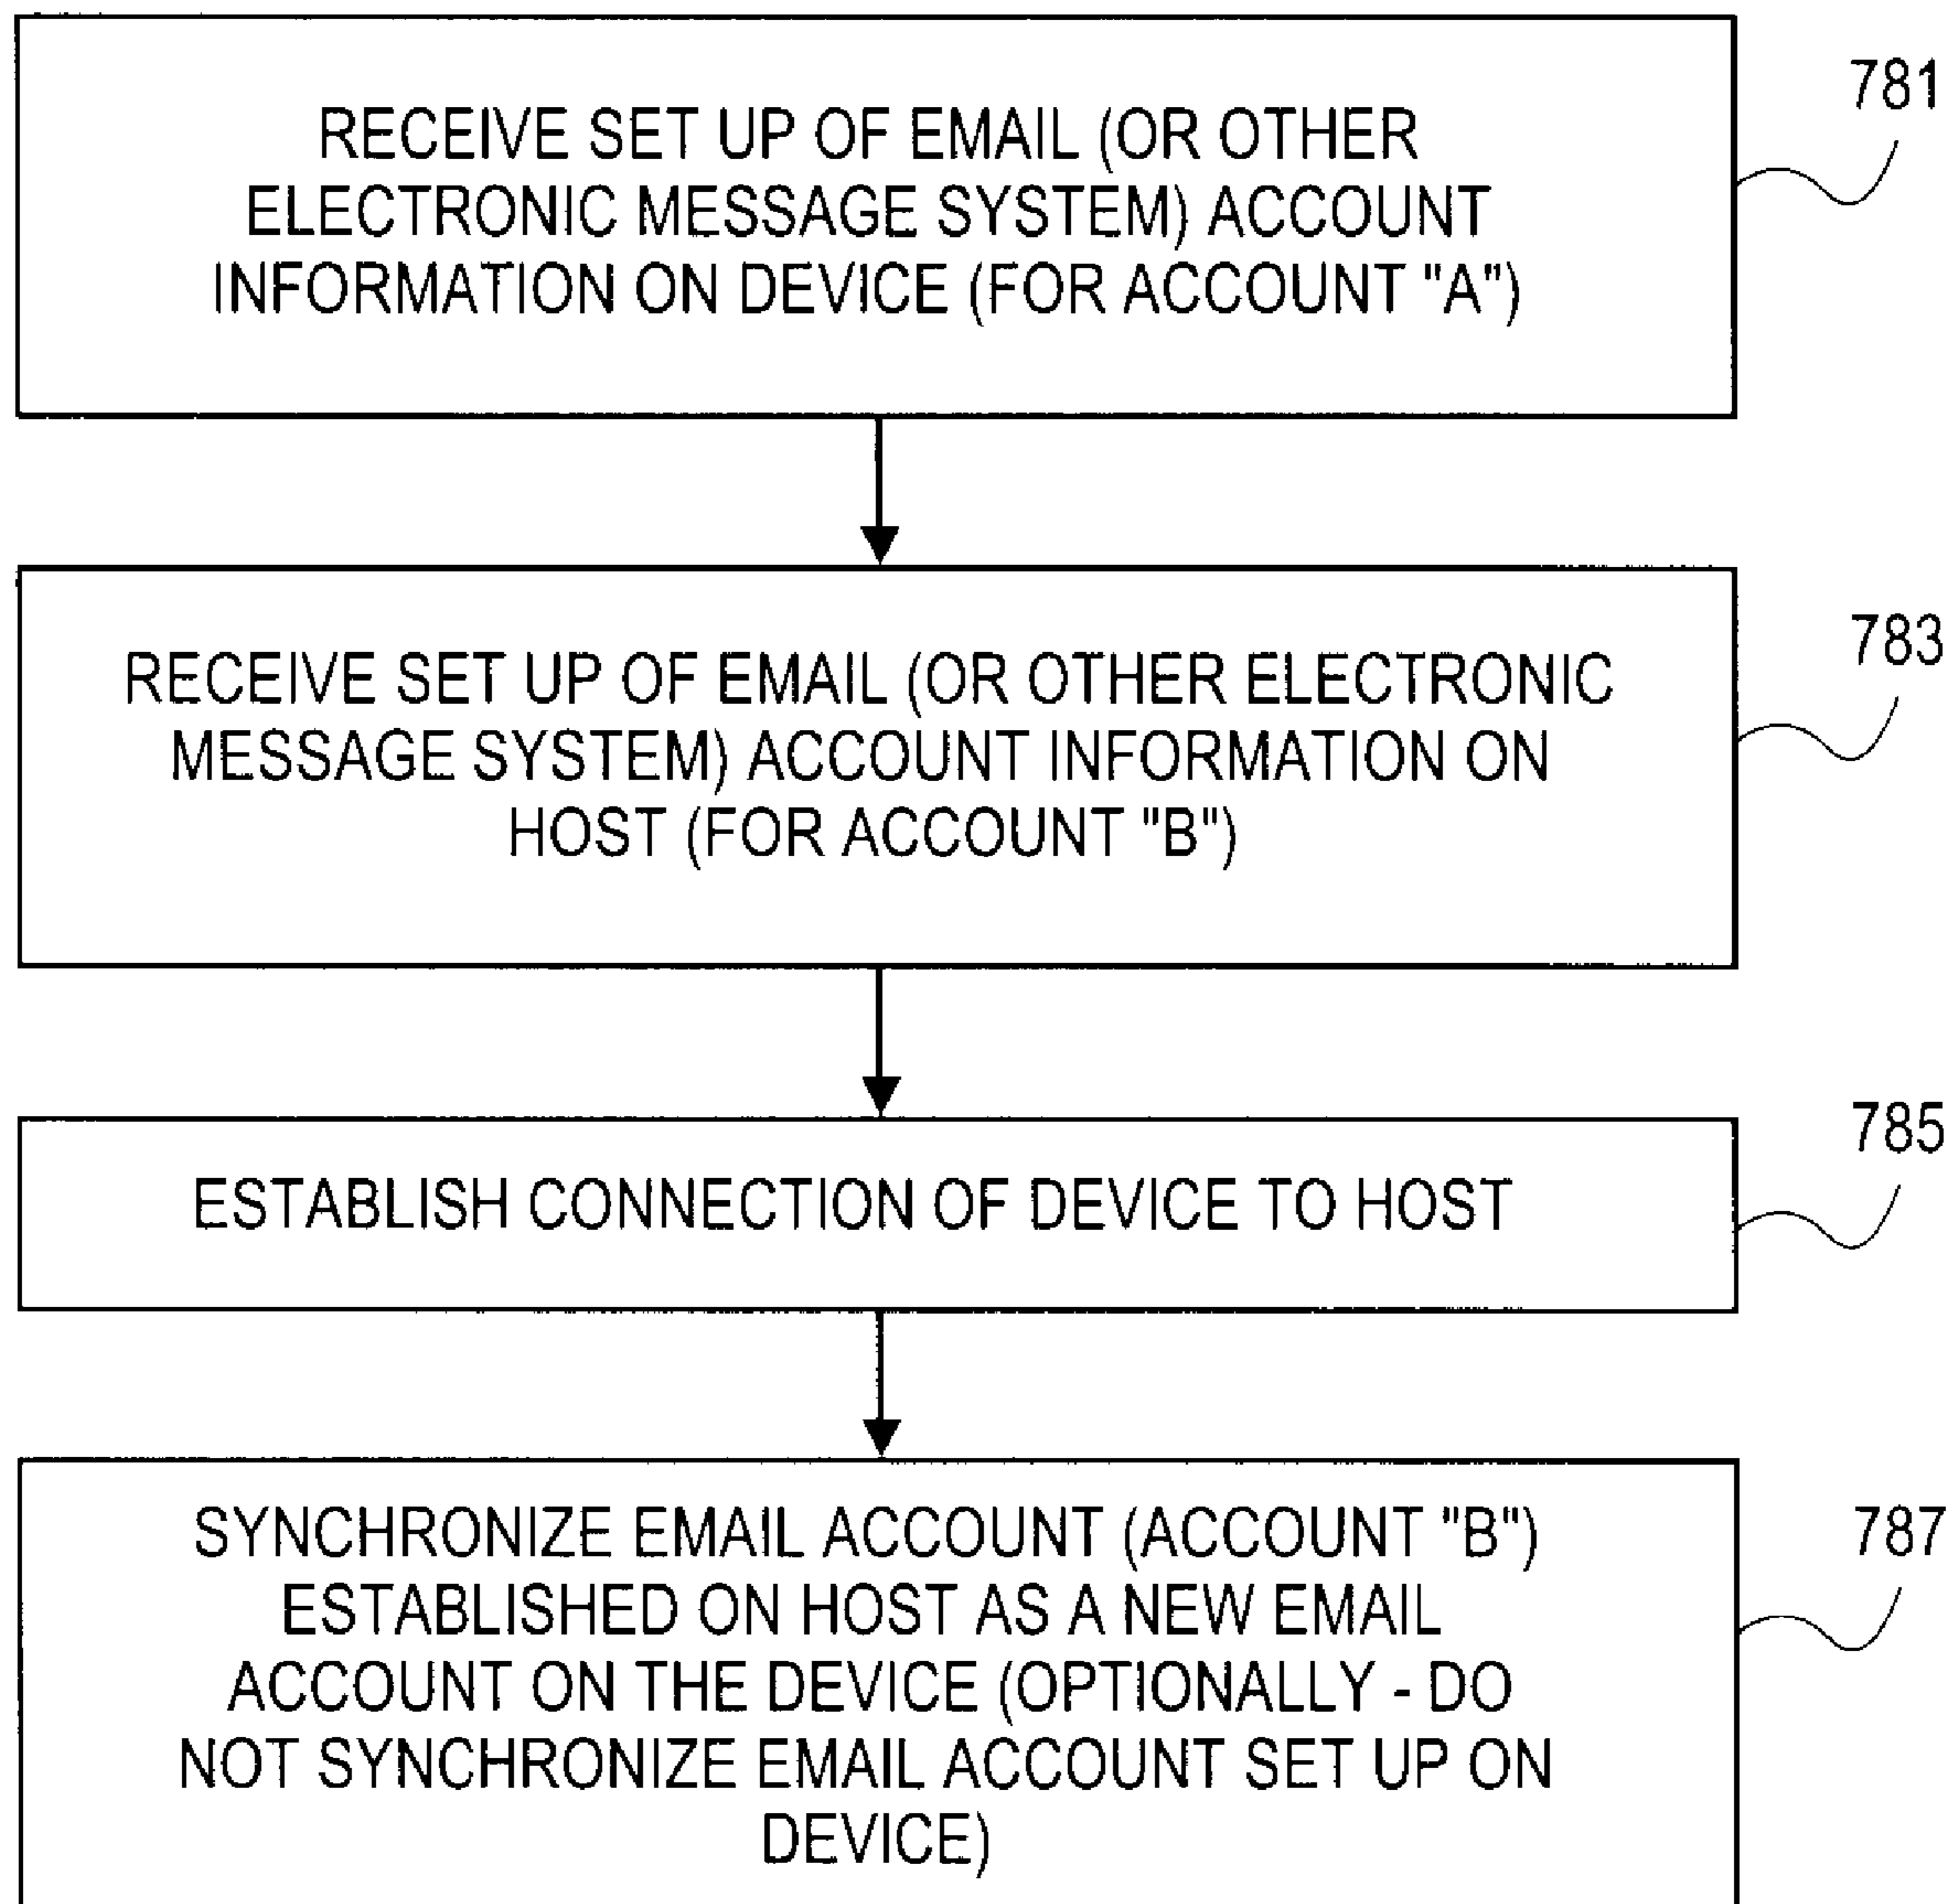 RECEIVE SET UP OF EMAIL (OR OTHER
ELECTRONIC MESSAGE SYSTEM) ACCOUNT
INFORMATION ON DEVICE (FOR ACCOUNT "A")
781
RECEIVE SET UP OF EMAIL (OR OTHER ELECTRONIC
MESSAGE SYSTEM) ACCOUNT INFORMATION ON
HOST (FOR ACCOUNT "B")
783
ESTABLISH CONNECTION OF DEVICE TO HOST
785
SYNCHRONIZE EMAIL ACCOUNT (ACCOUNT "B")
ESTABLISHED ON HOST AS A NEW EMAIL
ACCOUNT ON THE DEVICE (OPTIONALLY - DO
NOT SYNCHRONIZE EMAIL ACCOUNT SET UP ON
DEVICE)
787